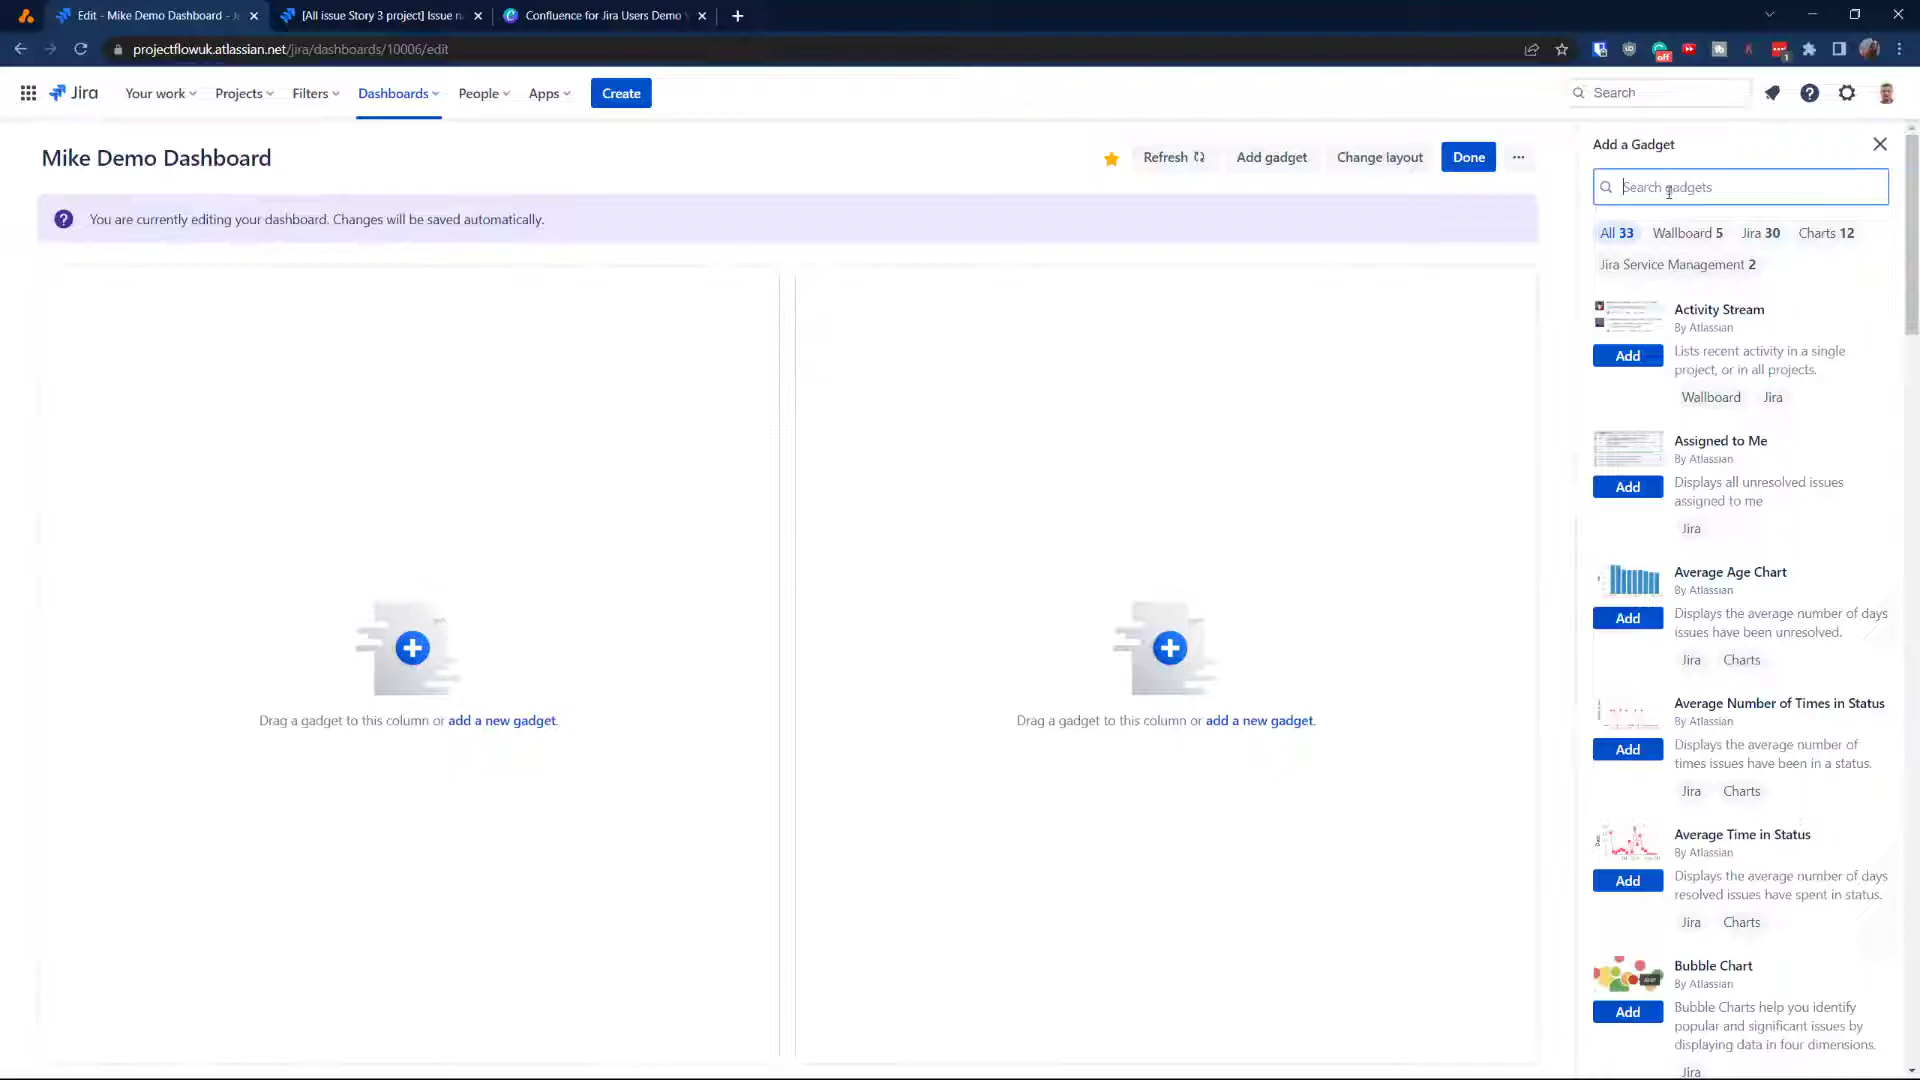 Edit - Mike Demo Dashboard - J
[All issue Story 3 project] Issue n
Confluence for Jira Users Demo
projectflowuk.atlassian.net/jira/dashboards/10006/edit
off
1
Jira
Your work
Projects
Filters
Dashboards
People
Apps
Create
Search
Mike Demo Dashboard
Refresh
Add gadget
Change layout
Done
You are currently editing your dashboard. Changes will be saved automatically.
Drag a gadget to this column or add a new gadget.
Drag a gadget to this column or add a new gadget.
Add a Gadget
Search gadgets
All 33
Wallboard 5
Jira 30
Charts 12
Jira Service Management 2
Activity Stream
By Atlassian
Add
Lists recent activity in a single
project, or in all projects.
Wallboard
Jira
Assigned to Me
By Atlassian
Add
Displays all unresolved issues
assigned to me
Jira
Average Age Chart
By Atlassian
Add
Displays the average number of days
issues have been unresolved.
Jira
Charts
Average Number of Times in Status
By Atlassian
Add
Displays the average number of
times issues have been in a status.
Jira
Charts
Average Time in Status
By Atlassian
Add
Displays the average number of days
resolved issues have spent in status.
Jira
Charts
Bubble Chart
By Atlassian
Add
Bubble Charts help you identify
popular and significant issues by
displaying data in four dimensions.
Jira